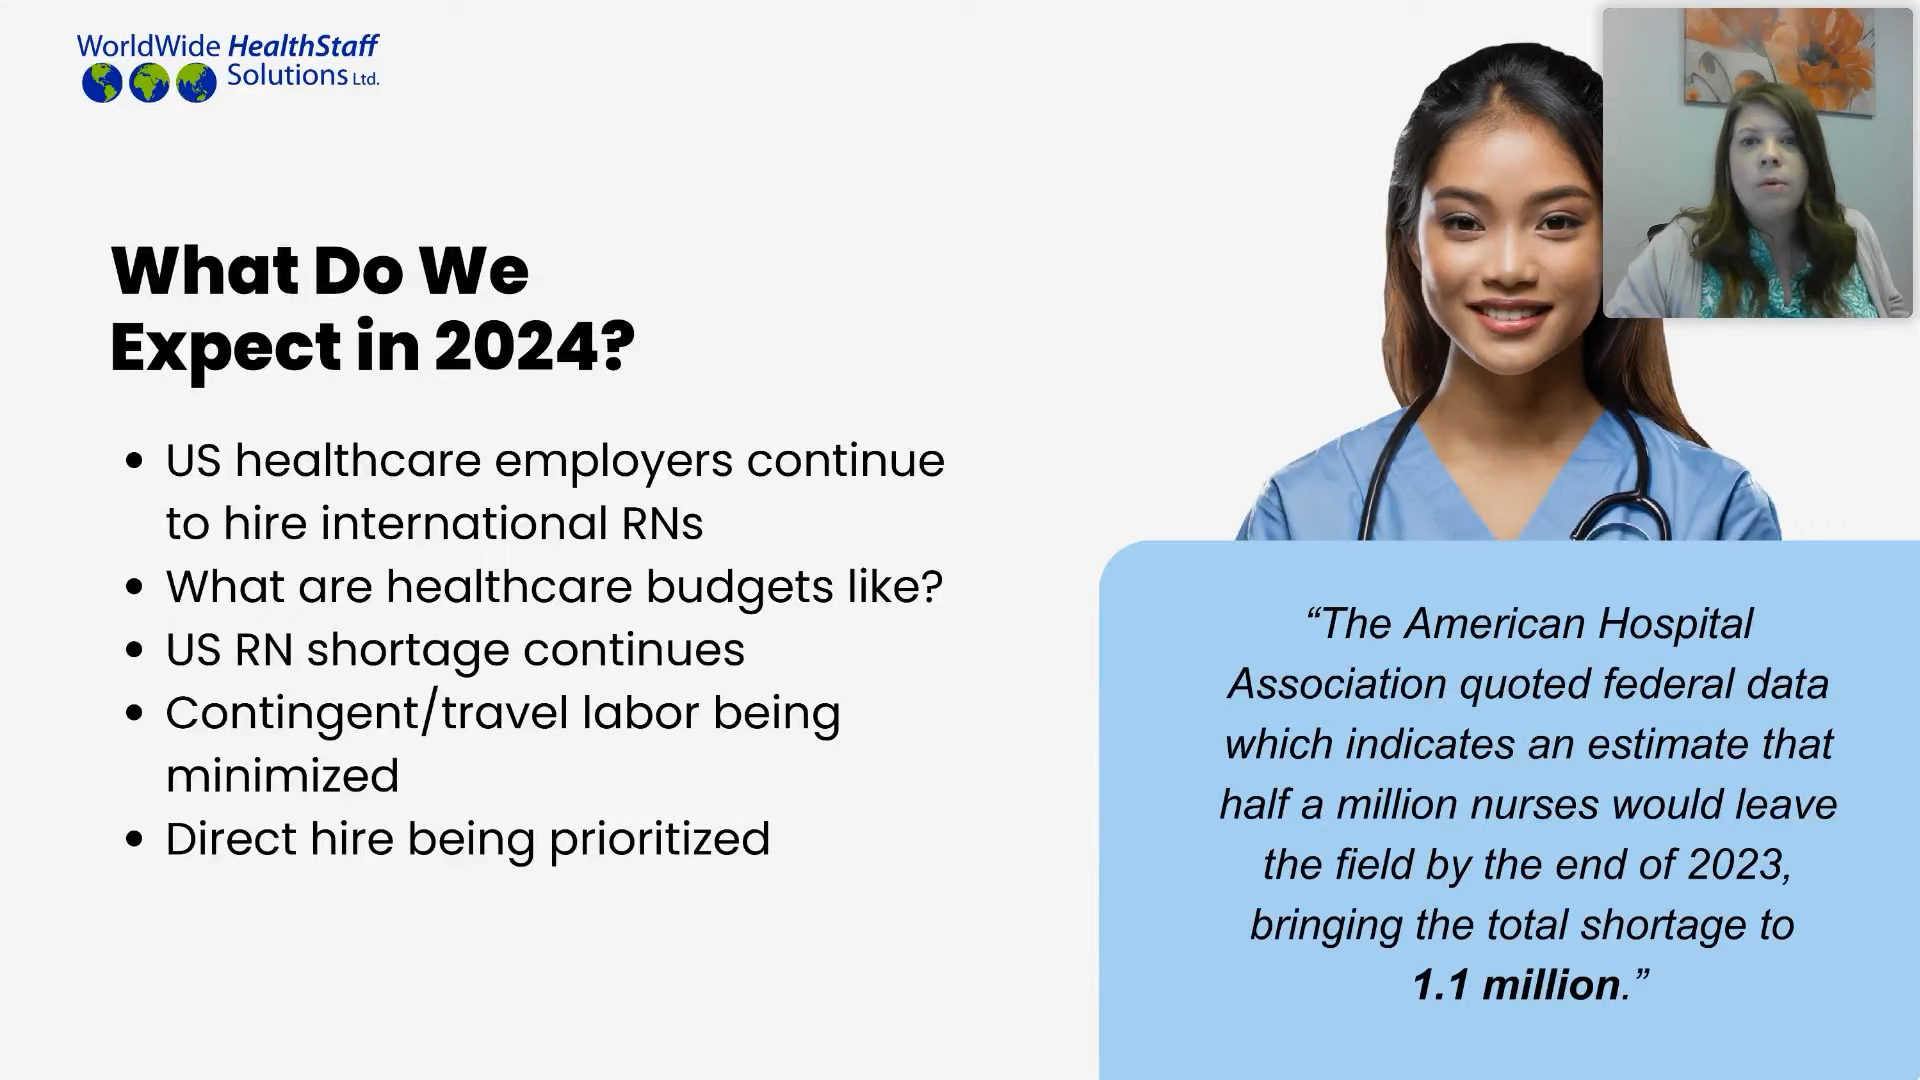 WorldWide HealthStaff
Solutions Ltd.
What Do We
Expect in 2024?
• US healthcare employers continue
to hire international RNs
• What are healthcare budgets like?
• US RN shortage continues
• Contingent/travel labor being
minimized
• Direct hire being prioritized
“The American Hospital
Association quoted federal data
which indicates an estimate that
half a million nurses would leave
the field by the end of 2023,
bringing the total shortage to
1.1 million.”